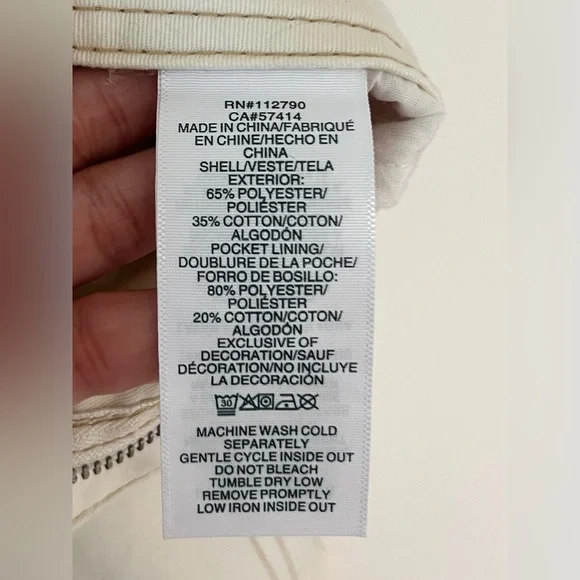 RN#112790
CA#57414
MADE IN CHINA/FABRIQUÉ
EN CHINE/HECHO EN
CHINA
SHELL/VESTE/TELA
EXTERIOR:
65% POLYESTER/
POLIÉSTER
35% COTTON/COTON/
ALGODÓN
POCKET LINING/
DOUBLURE DE LA POCHE/
FORRO DE BOSILLO:
80% POLYESTER/
POLIÉSTER
20% COTTON/COTON/
ALGODÓN
EXCLUSIVE OF
DECORATION/SAUF
DÉCORATION/NO INCLUYE
LA DECORACIÓN
30
MACHINE WASH COLD
SEPARATELY
GENTLE CYCLE INSIDE OUT
DO NOT BLEACH
TUMBLE DRY LOW
REMOVE PROMPTLY
LOW IRON INSIDE OUT